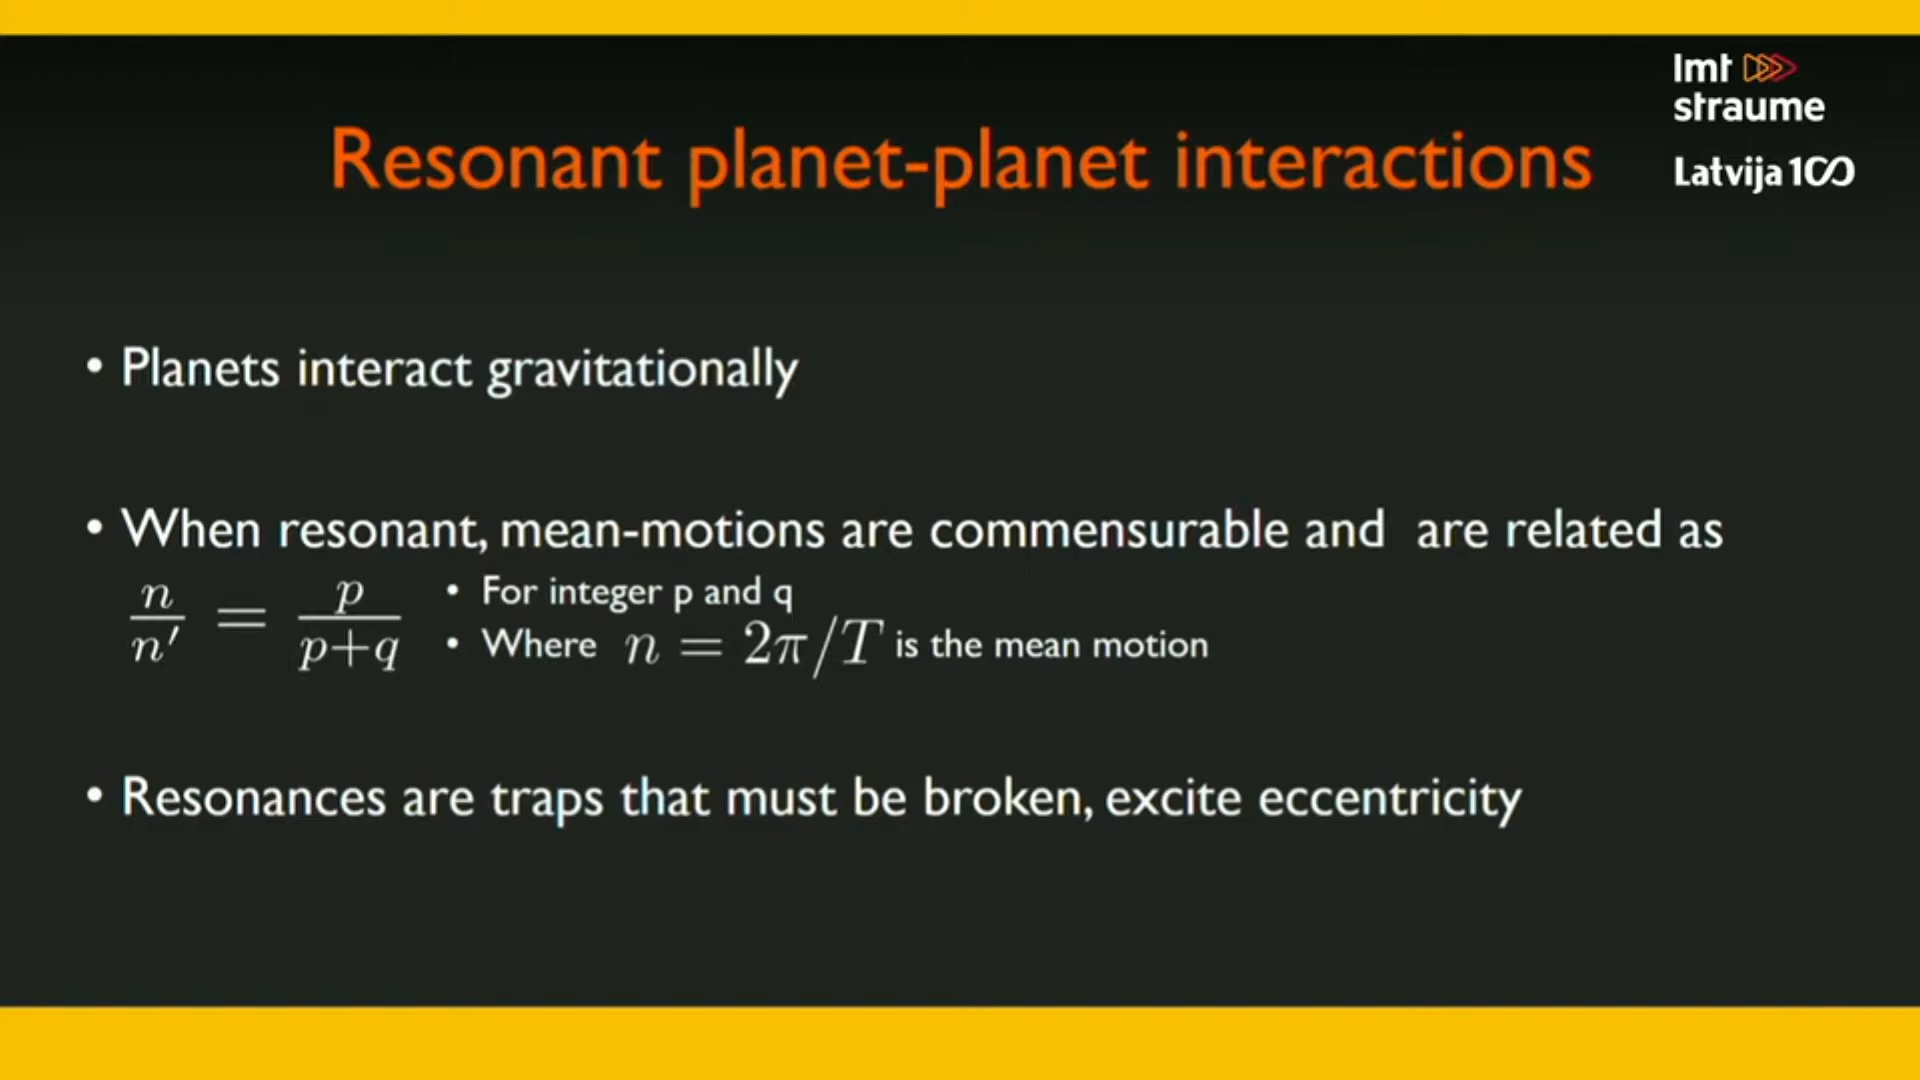 lmt
straume
Latvija 100
Resonant planet-planet interactions
• Planets interact gravitationally
• When resonant, mean-motions are commensurable and are related as
n/n′ = p/(p+q)
• For integer p and q
• Where n = 2π/T is the mean motion
• Resonances are traps that must be broken, excite eccentricity